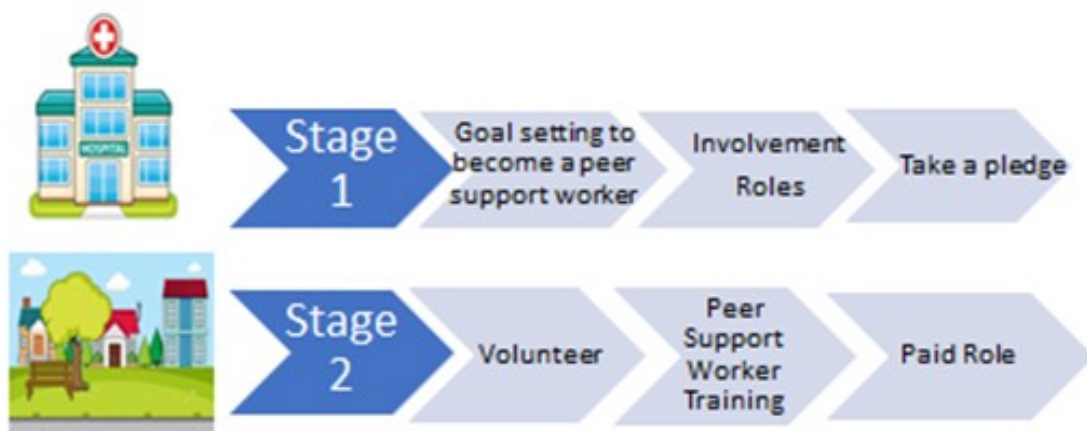 HOSPITAL
Stage
1
Goal setting to
become a peer
support worker
Involvement
Roles
Take a pledge
Stage
2
Volunteer
Peer
Support
Worker
Training
Paid Role